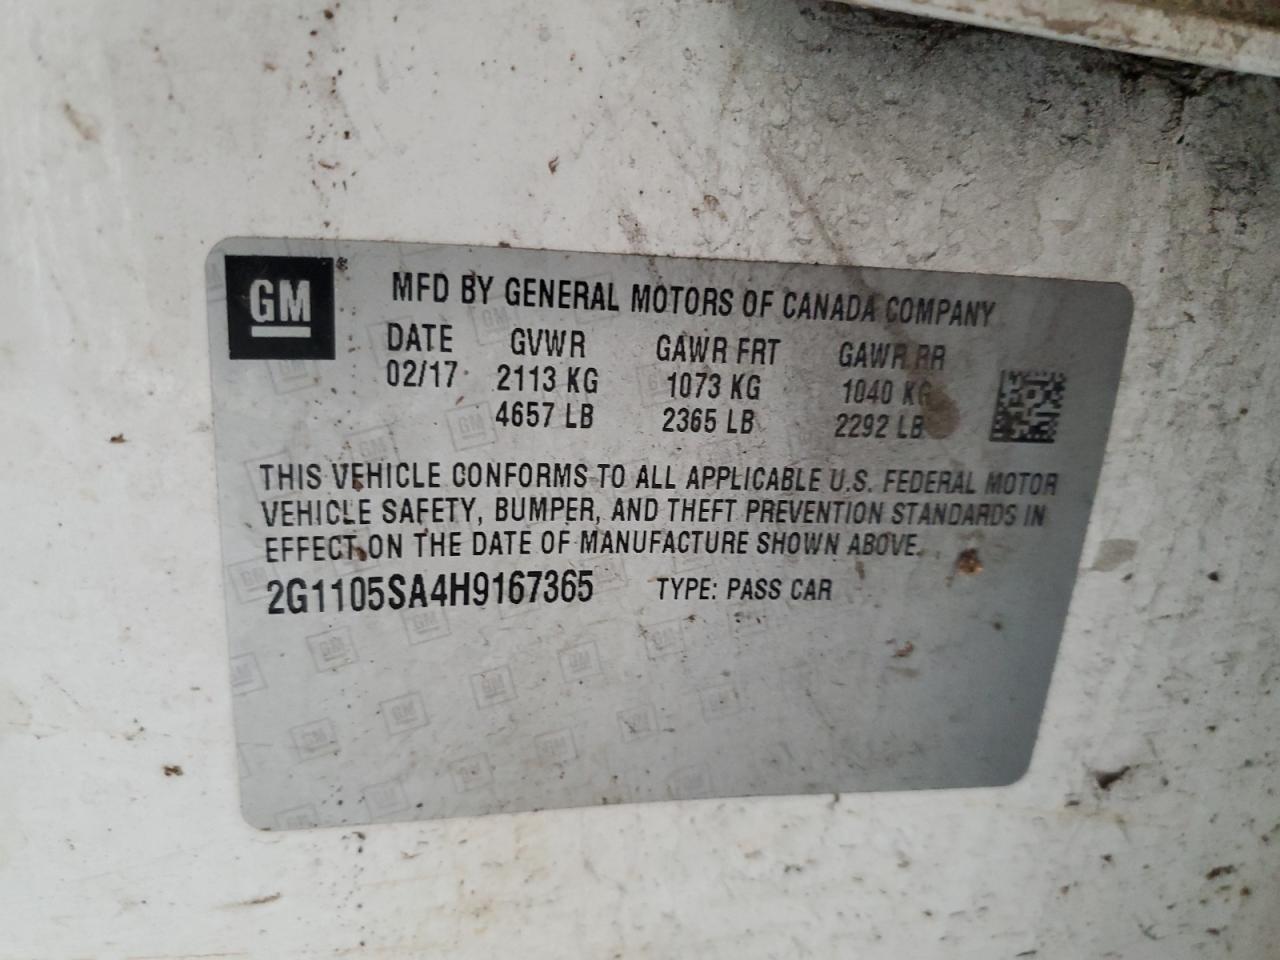 GM
MFD BY GENERAL MOTORS OF CANADA COMPANY
DATE GVWR GAWR FRT GAWR RR
02/17 2113 KG 1073 KG 1040 KG
4657 LB 2365 LB 2292 LB
THIS VEHICLE CONFORMS TO ALL APPLICABLE U.S. FEDERAL MOTOR
VEHICLE SAFETY, BUMPER, AND THEFT PREVENTION STANDARDS IN
EFFECT ON THE DATE OF MANUFACTURE SHOWN ABOVE.
2G1105SA4H9167365 TYPE: PASS CAR